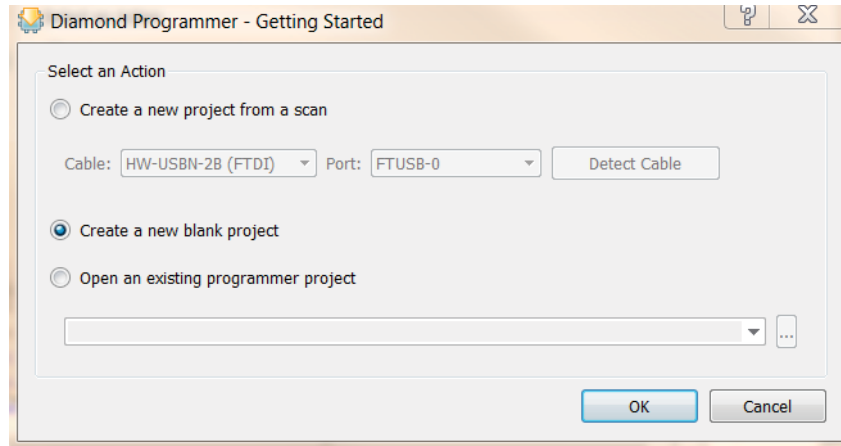 Diamond Programmer - Getting Started
Select an Action
Create a new project from a scan
Cable: HW-USBN-2B (FTDI) Port: FTUSB-0 Detect Cable
Create a new blank project
Open an existing programmer project
...
OK Cancel